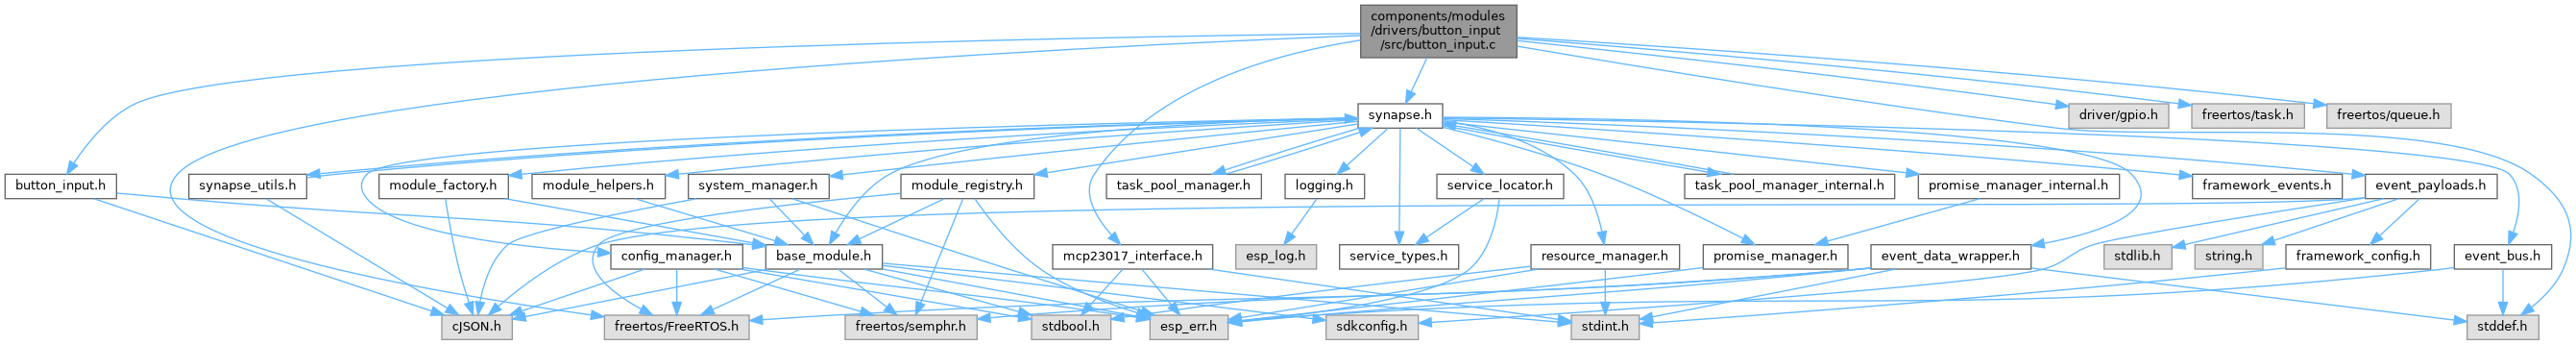 components/modules
/drivers/button_input
/src/button_input.c
synapse.h
driver/gpio.h
freertos/task.h
freertos/queue.h
button_input.h
synapse_utils.h
module_factory.h
module_helpers.h
system_manager.h
module_registry.h
task_pool_manager.h
logging.h
service_locator.h
task_pool_manager_internal.h
promise_manager_internal.h
framework_events.h
event_payloads.h
config_manager.h
base_module.h
mcp23017_interface.h
esp_log.h
service_types.h
resource_manager.h
promise_manager.h
event_data_wrapper.h
stdlib.h
string.h
framework_config.h
event_bus.h
cJSON.h
freertos/FreeRTOS.h
freertos/semphr.h
stdbool.h
esp_err.h
sdkconfig.h
stdint.h
stddef.h